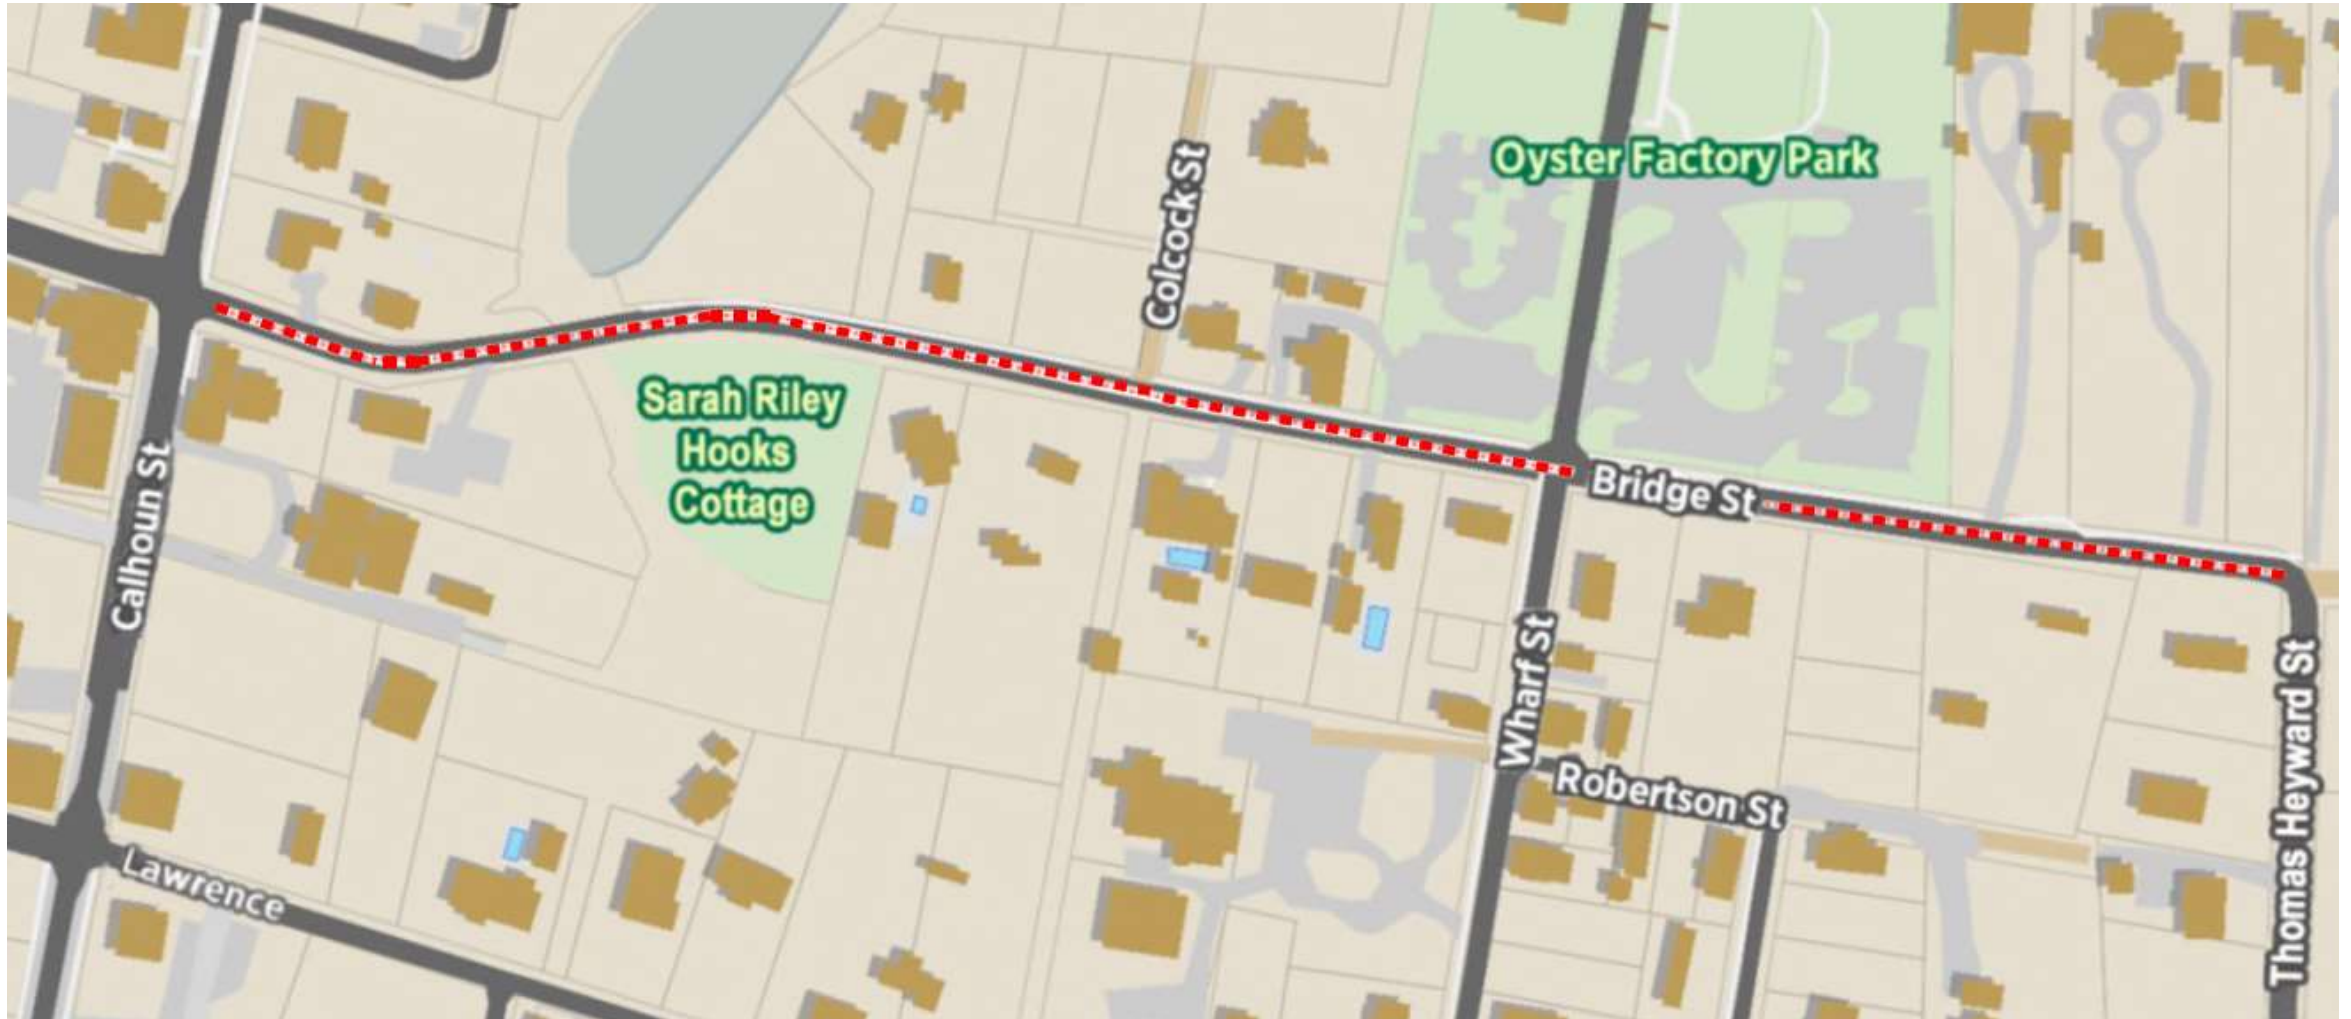 Oyster Factory Park
Colcock St
Sarah Riley
Hooks
Cottage
Bridge St
Calhoun St
Wharf St
Robertson St
Thomas Heyward St
Lawrence